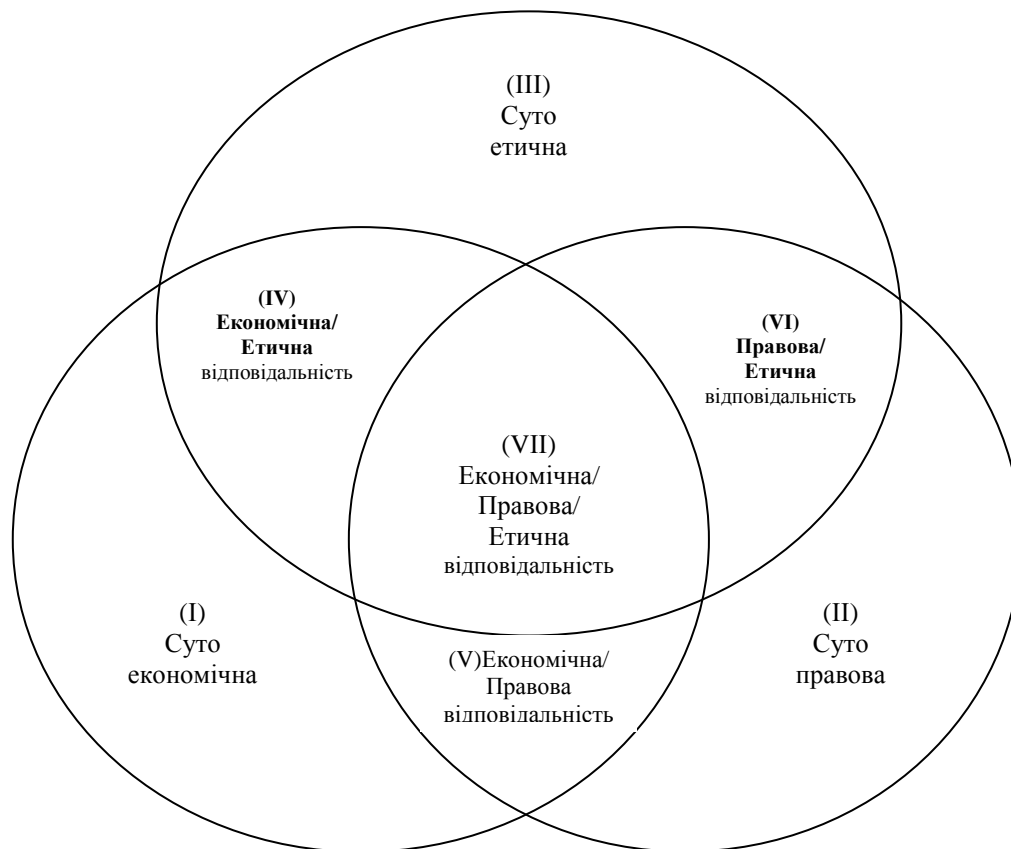 (III)
Суто
етична
(IV)
Економічна/
Етична
відповідальність
(VI)
Правова/
Етична
відповідальність
(VII)
Економічна/
Правова/
Етична
відповідальність
(I)
Суто
економічна
(II)
Суто
правова
(V)Економічна/
Правова
відповідальність